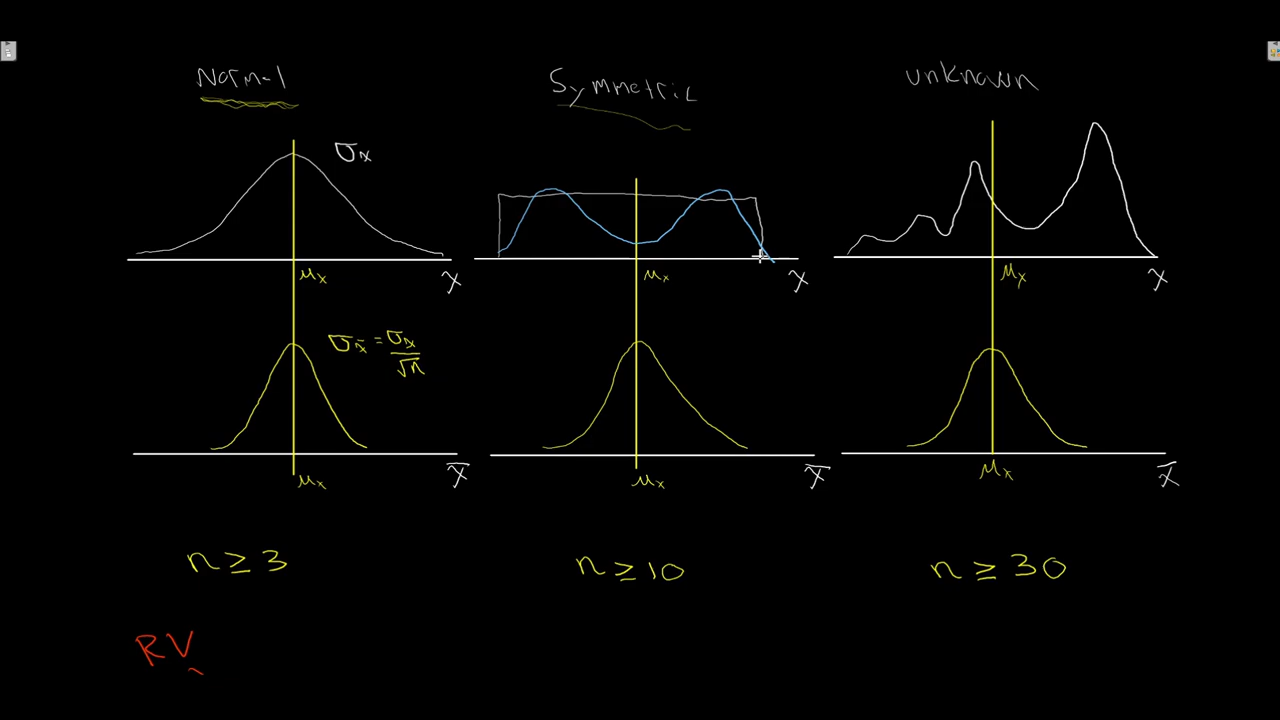 Normal
Symmetric
unknown
σx
μx
x
μx
x
μx
x
σx̄ = σx/√n
μx
x̄
μx
x̄
μx
x̄
n ≥ 3
n ≥ 10
n ≥ 30
RV